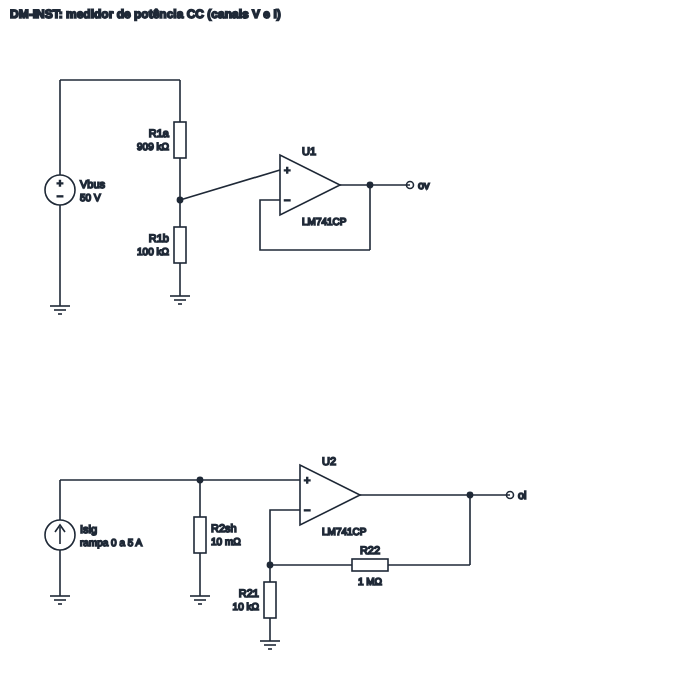 DM-INST: medidor de potência CC (canais V e I)
R1a
909 kΩ
U1
+
−
LM741CP
ov
+
−
Vbus
50 V
R1b
100 kΩ
U2
+
−
LM741CP
oI
Isig
rampa 0 a 5 A
R2sh
10 mΩ
R22
1 MΩ
R21
10 kΩ